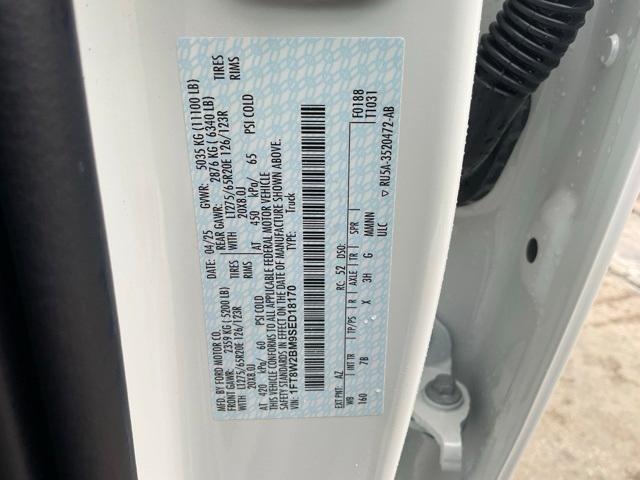 MFD. BY FORD MOTOR CO. 04/25 GVWR: 5035 KG (11100 LB)
FRONT GAWR: 2359 KG (5200 LB) REAR GAWR: 2876 KG (6340 LB)
LT275/65R20E 126/123R WITH LT275/65R20E 126/123R TIRES
20X8.0J WITH 20X8.0J RIMS
AT 420 kPa/ 60 PSI COLD AT 450 kPa/ 65 PSI COLD
THIS VEHICLE CONFORMS TO ALL APPLICABLE FEDERAL MOTOR VEHICLE
SAFETY STANDARDS IN EFFECT ON THE DATE OF MANUFACTURE SHOWN ABOVE.
VIN: 1FT8W2BM9SED18170 TYPE: Truck
F0188
T1031
EXT PNT: AZ RC: 52 DSO:
WB INT TR TP/PS R AXLE TR SPR
160 7B X 3H G
ULC
RU5A-3520472-AB